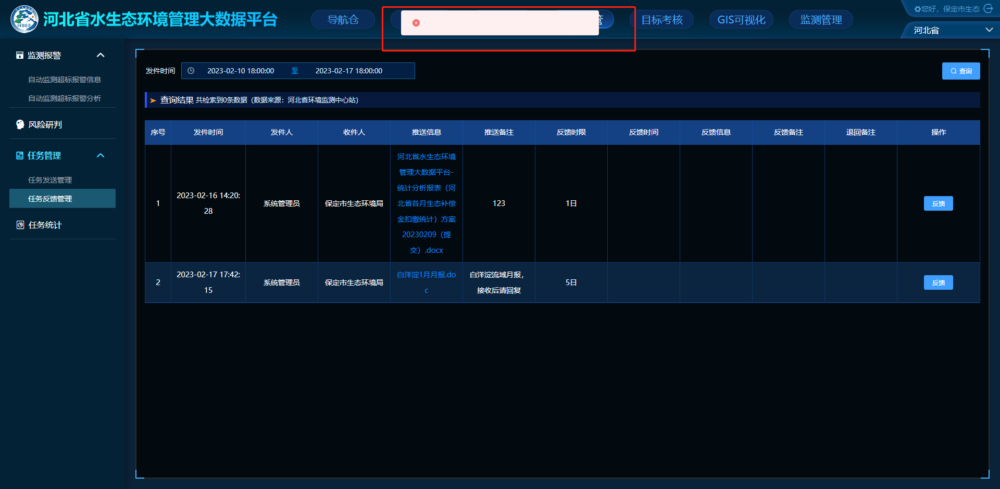 HBEE
河北省水生态环境管理大数据平台
导航仓
管
目标考核
GIS可视化
监测管理
您好，保定市生态
河北省
监测报警
自动监测超标报警信息
自动监测超标报警分析
风险研判
任务管理
任务发送管理
任务反馈管理
任务统计
发件时间 2023-02-10 18:00:00 至 2023-02-17 18:00:00
查询
查询结果 共检索到0条数据（数据来源：河北省环境监测中心站）
序号 发件时间 发件人 收件人 推送信息 推送备注 反馈时限 反馈时间 反馈信息 反馈备注 退回备注 操作
1
2023-02-16 14:20:
28
系统管理员
保定市生态环境局
河北省水生态环境
管理大数据平台-
统计分析报表（河
北省各月生态补偿
金扣缴统计）方案
20230209（提
交）.docx
123
1日
反馈
2
2023-02-17 17:42:
15
系统管理员
保定市生态环境局
白洋淀1月月报.do
c
白洋淀流域月报，
接收后请回复
5日
反馈